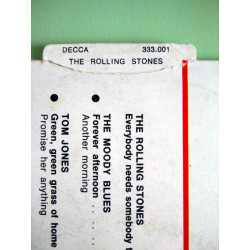 DECCA 333.001
THE ROLLING STONES
THE ROLLING STONES
Everybody needs somebody
● THE MOODY BLUES
Forever afternoon . . .
Another morning
● TOM JONES
Green, green grass of home
Promise her anything